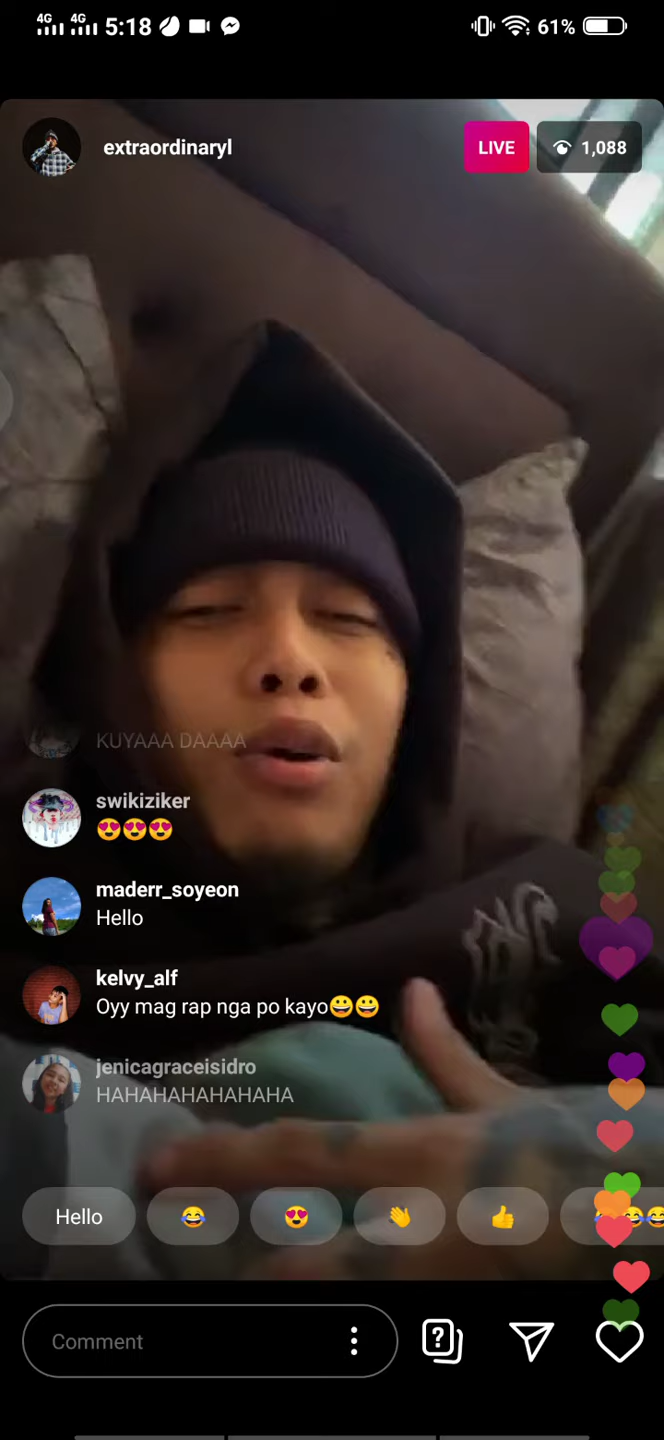 4G 4G 5:18 61%
extraordinaryl LIVE 1,088
KUYAAA DAAAA
swikiziker
😍😍😍
maderr_soyeon
Hello
kelvy_alf
Oyy mag rap nga po kayo😀😀
jenicagraceisidro
HAHAHAHAHAHAHA
Hello 😂 😍 👋 👍
Comment